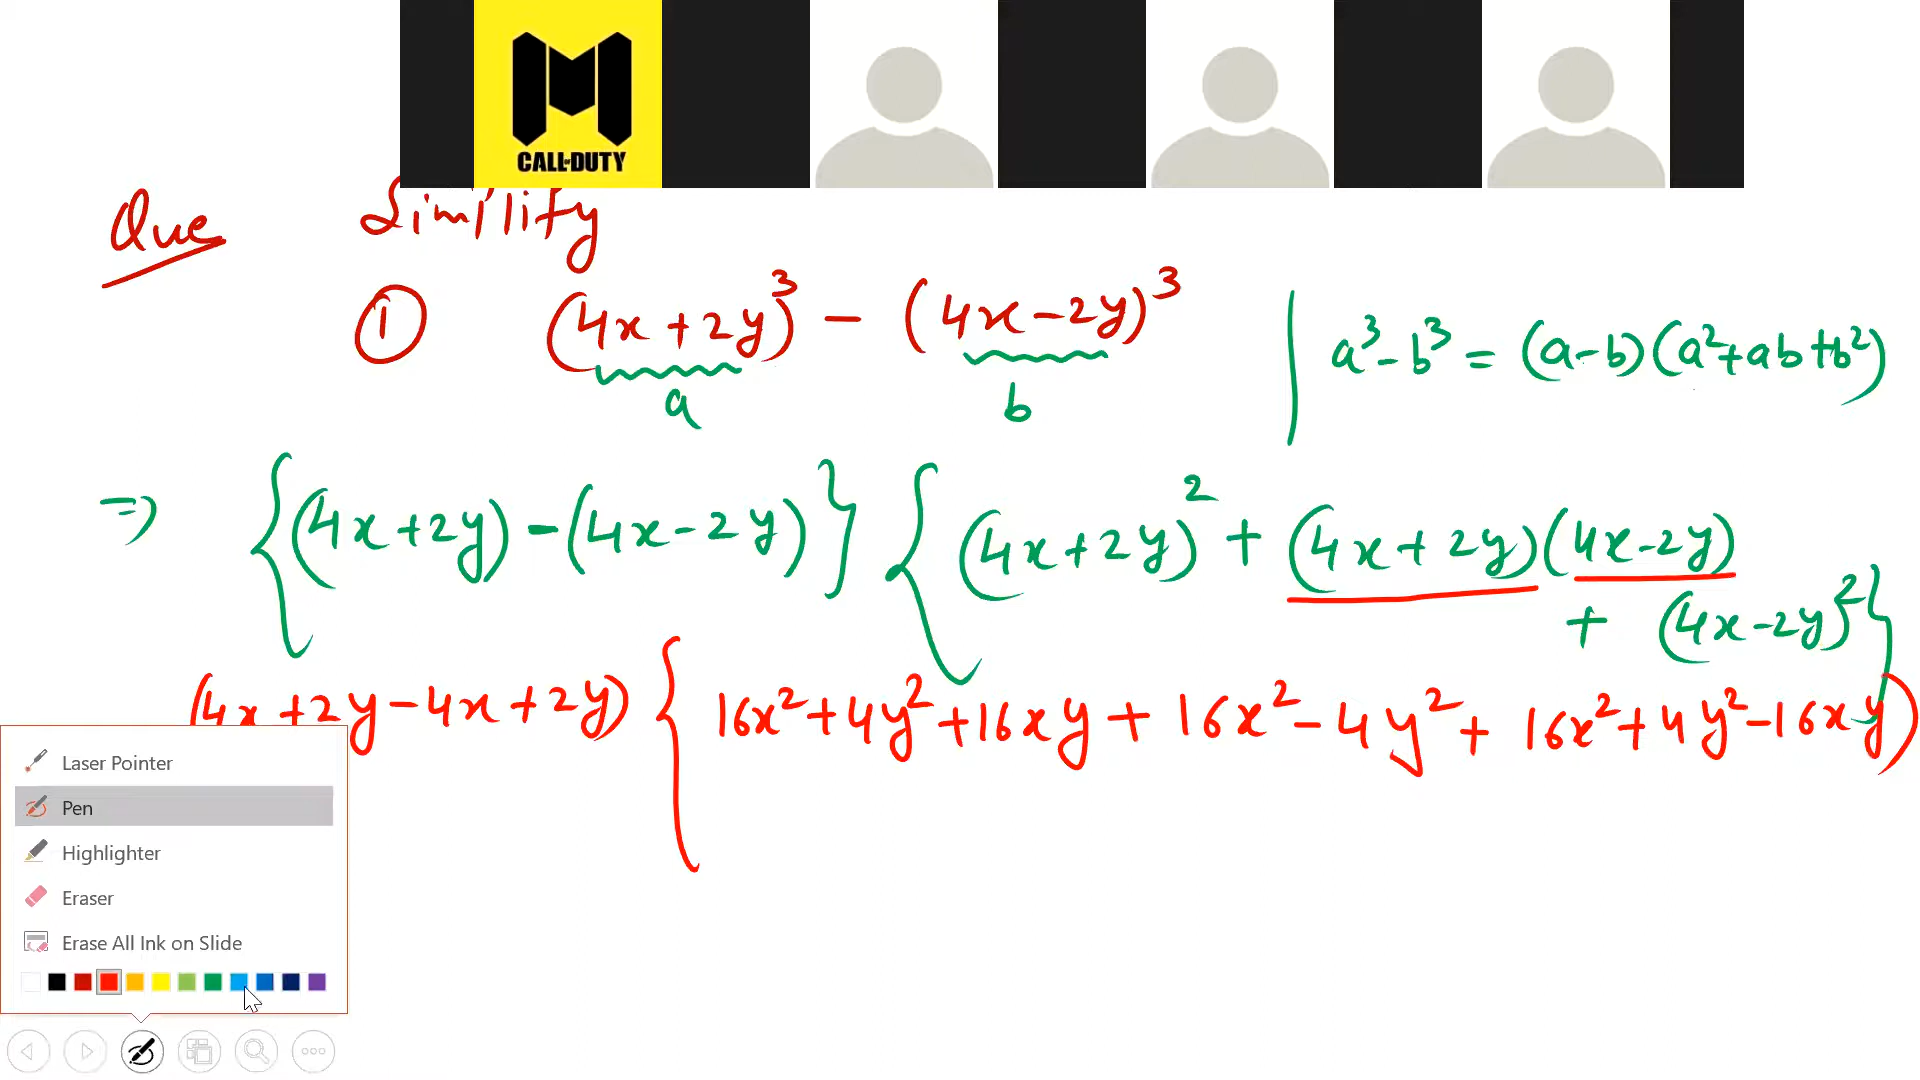 CALL OF DUTY
Que Simplify
① (4x+2y)³ - (4x-2y)³
a b
a³-b³ = (a-b)(a²+ab+b²)
⇒ {(4x+2y)-(4x-2y)} {(4x+2y)² + (4x+2y)(4x-2y)
+ (4x-2y)²}
(4x+2y-4x+2y) { 16x²+4y²+16xy + 16x²-4y² + 16x²+4y²-16xy)
Laser Pointer
Pen
Highlighter
Eraser
Erase All Ink on Slide